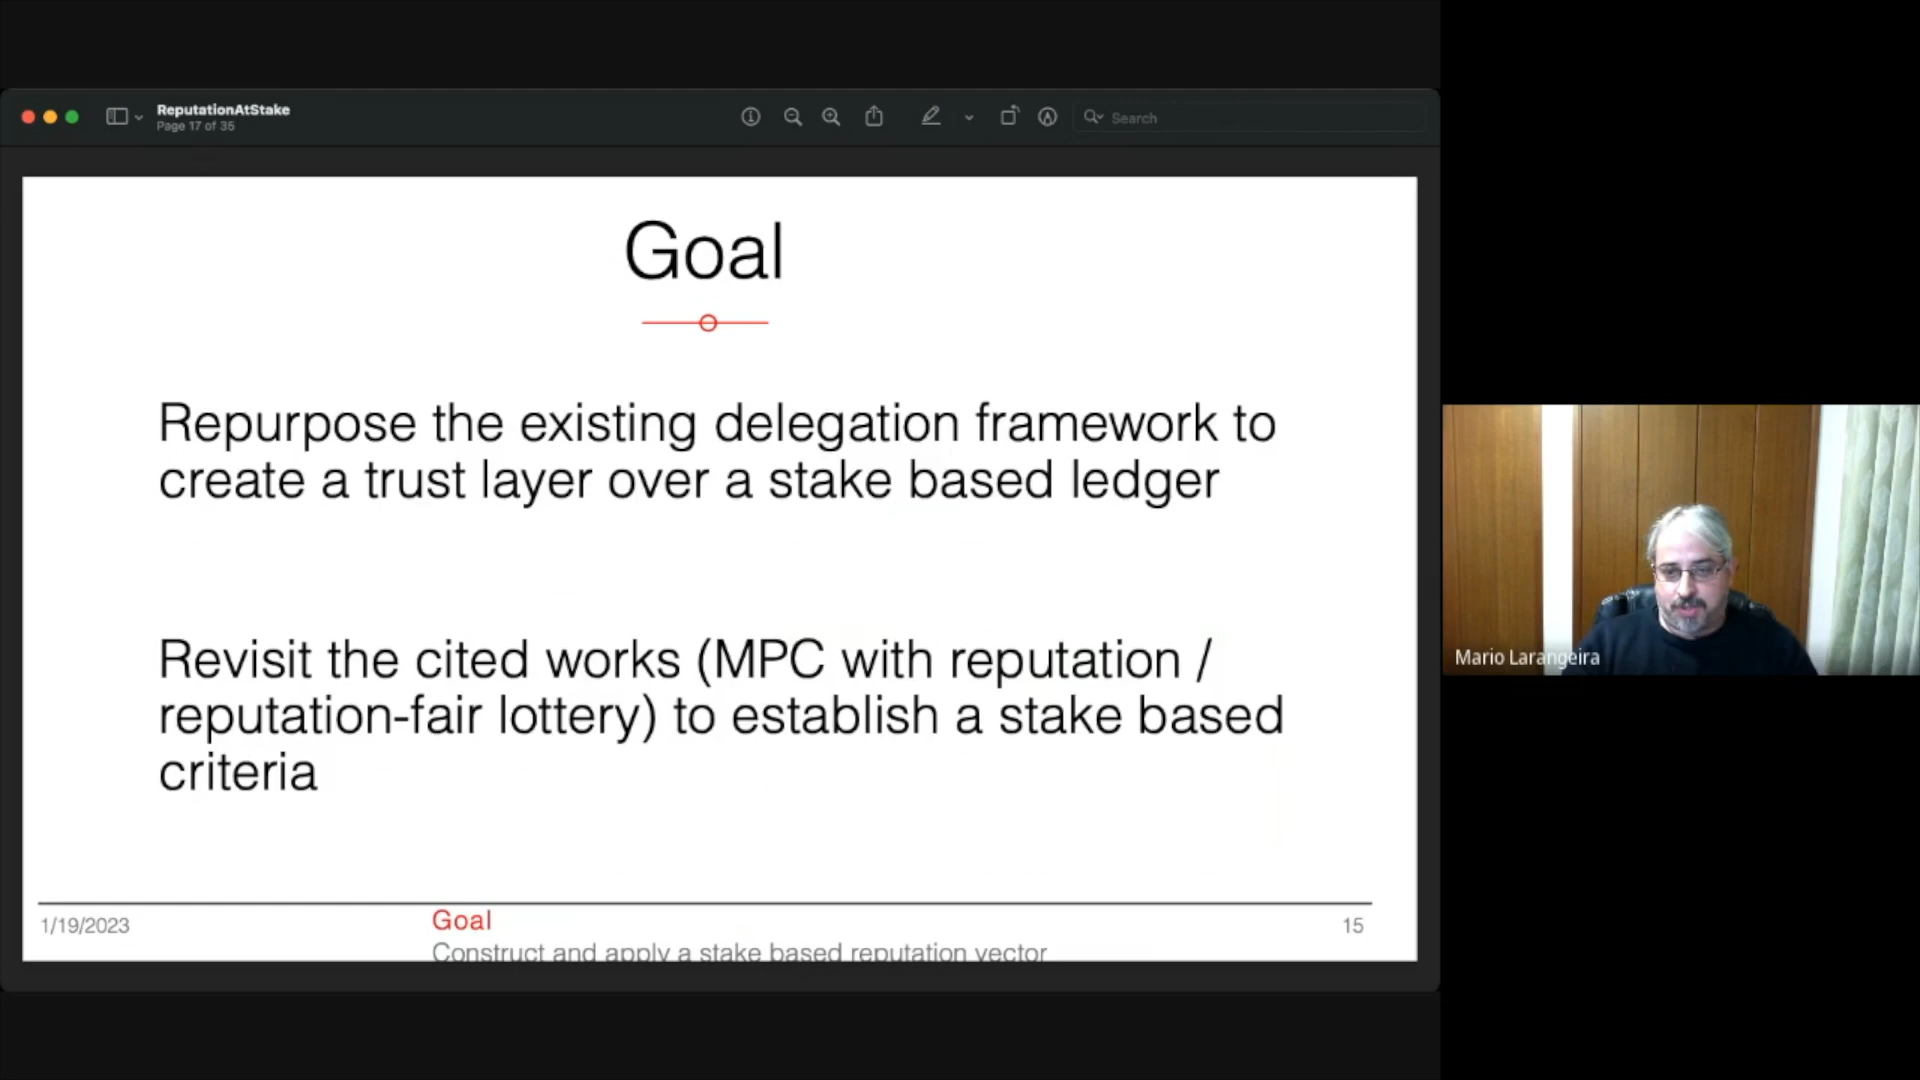 ReputationAtStake
Page 17 of 35
Search
Goal
Repurpose the existing delegation framework to
create a trust layer over a stake based ledger
Revisit the cited works (MPC with reputation /
reputation-fair lottery) to establish a stake based
criteria
1/19/2023
Goal
15
Construct and apply a stake based reputation vector
Mario Larangeira